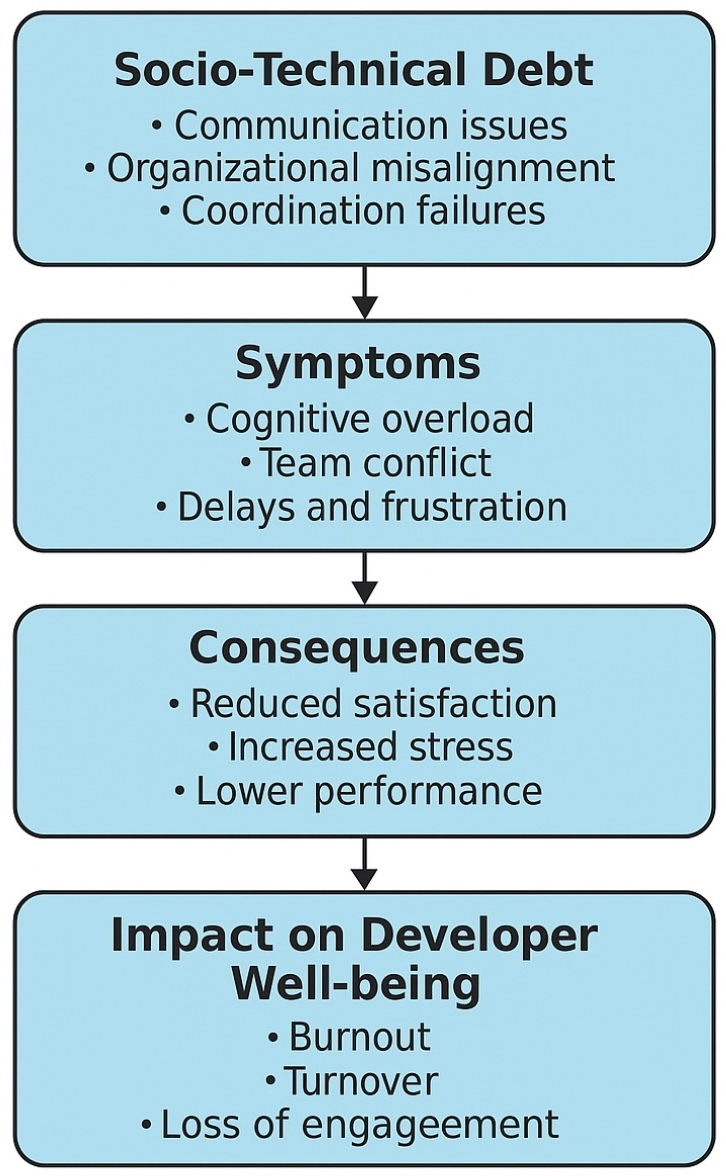 Socio-Technical Debt
• Communication issues
• Organizational misalignment
• Coordination failures
Symptoms
• Cognitive overload
• Team conflict
• Delays and frustration
Consequences
• Reduced satisfaction
• Increased stress
• Lower performance
Impact on Developer
Well-being
• Burnout
• Turnover
• Loss of engageement